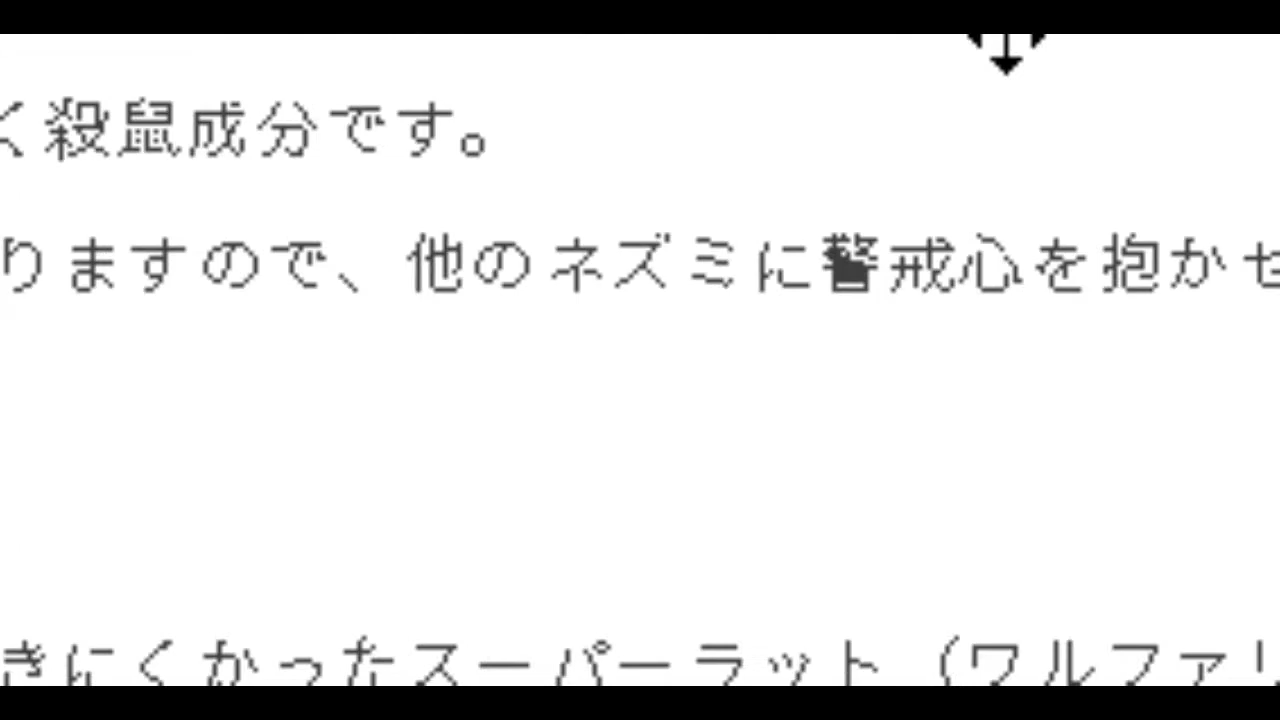 く殺鼠成分です。
りますので、他のネズミに警戒心を抱かせ
きにくかったスーパーラット（ワルファリ